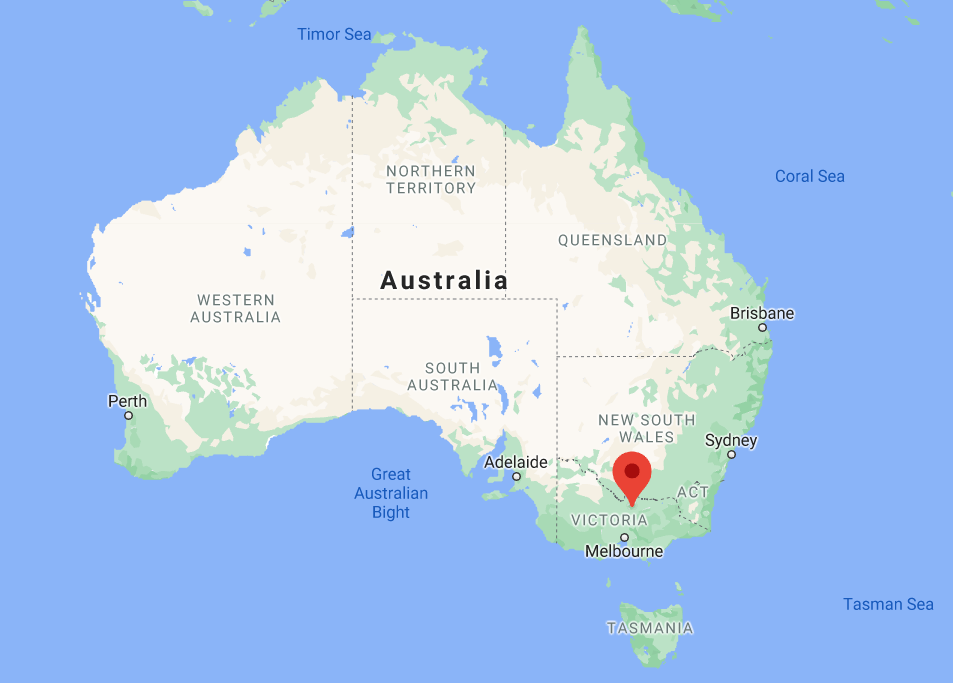 Timor Sea
NORTHERN
TERRITORY
Coral Sea
QUEENSLAND
Australia
WESTERN
AUSTRALIA
Brisbane
SOUTH
AUSTRALIA
Perth
NEW SOUTH
WALES
Sydney
Adelaide
Great
Australian
Bight
ACT
VICTORIA
Melbourne
Tasman Sea
TASMANIA